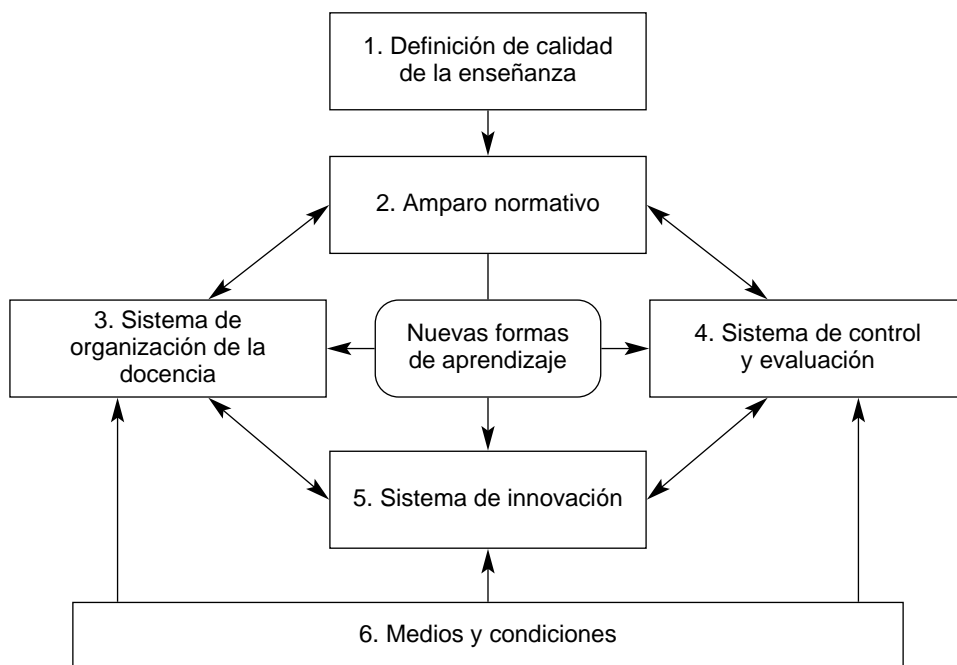 1. Definición de calidad
de la enseñanza
2. Amparo normativo
3. Sistema de
organización de la
docencia
Nuevas formas
de aprendizaje
4. Sistema de control
y evaluación
5. Sistema de innovación
6. Medios y condiciones